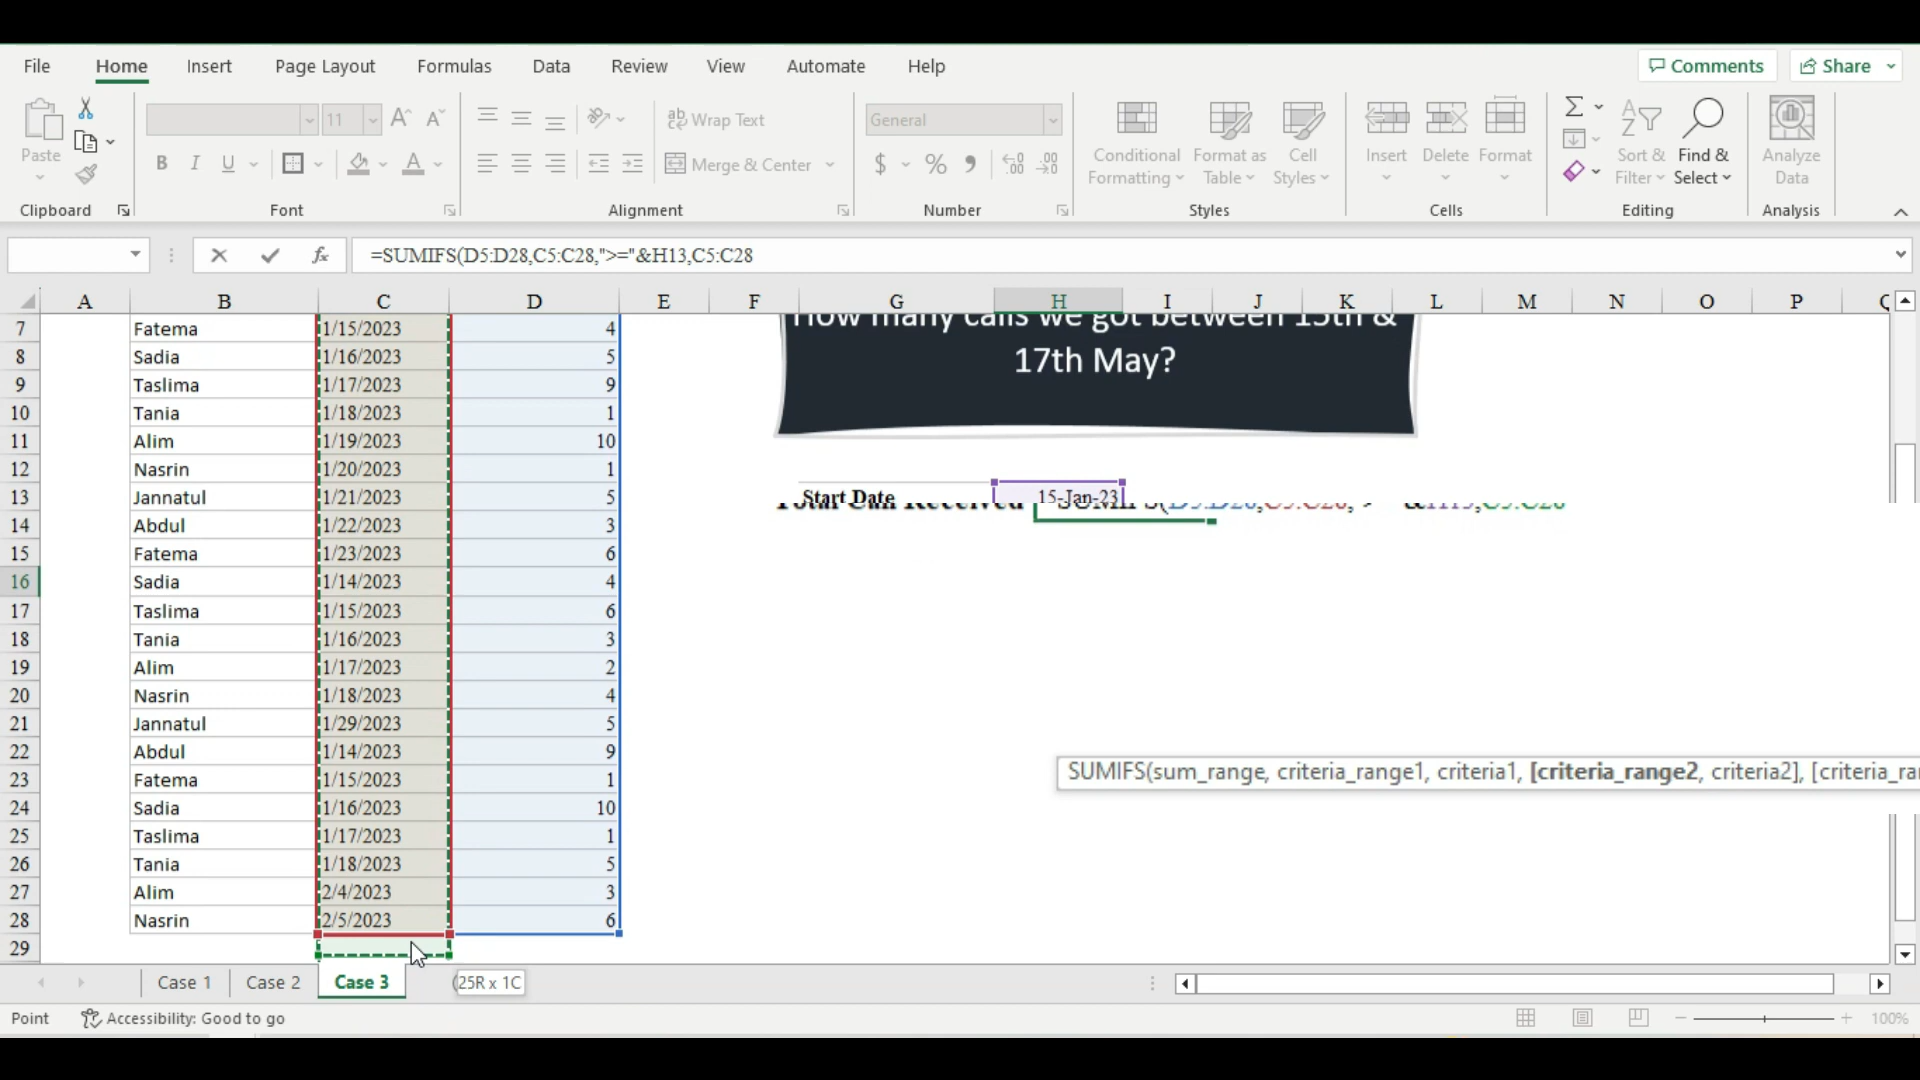 File Home Insert Page Layout Formulas Data Review View Automate Help Comments Share
11 Wrap Text General
Paste B I U Merge & Center $ % Conditional Formatting Format as Table Cell Styles Insert Delete Format Sort & Filter Find & Select Analyze Data
Clipboard Font Alignment Number Styles Cells Editing Analysis
fx =SUMIFS(D5:D28,C5:C28,">="&H13,C5:C28
A B C D E F G H I J K L M N O P
7 Fatema 1/15/2023 4 How many calls we got between 15th &
8 Sadia 1/16/2023 5 17th May?
9 Taslima 1/17/2023 9
10 Tania 1/18/2023 1
11 Alim 1/19/2023 10
12 Nasrin 1/20/2023 1
13 Jannatul 1/21/2023 5 Start Date 15-Jan-23
14 Abdul 1/22/2023 3
15 Fatema 1/23/2023 6
16 Sadia 1/14/2023 4
17 Taslima 1/15/2023 6
18 Tania 1/16/2023 3
19 Alim 1/17/2023 2
20 Nasrin 1/18/2023 4
21 Jannatul 1/29/2023 5
22 Abdul 1/14/2023 9 SUMIFS(sum_range, criteria_range1, criteria1, [criteria_range2, criteria2], [criteria_ra
23 Fatema 1/15/2023 1
24 Sadia 1/16/2023 10
25 Taslima 1/17/2023 1
26 Tania 1/18/2023 5
27 Alim 2/4/2023 3
28 Nasrin 2/5/2023 6
29
Case 1 Case 2 Case 3 25R x 1C
Point Accessibility: Good to go 100%